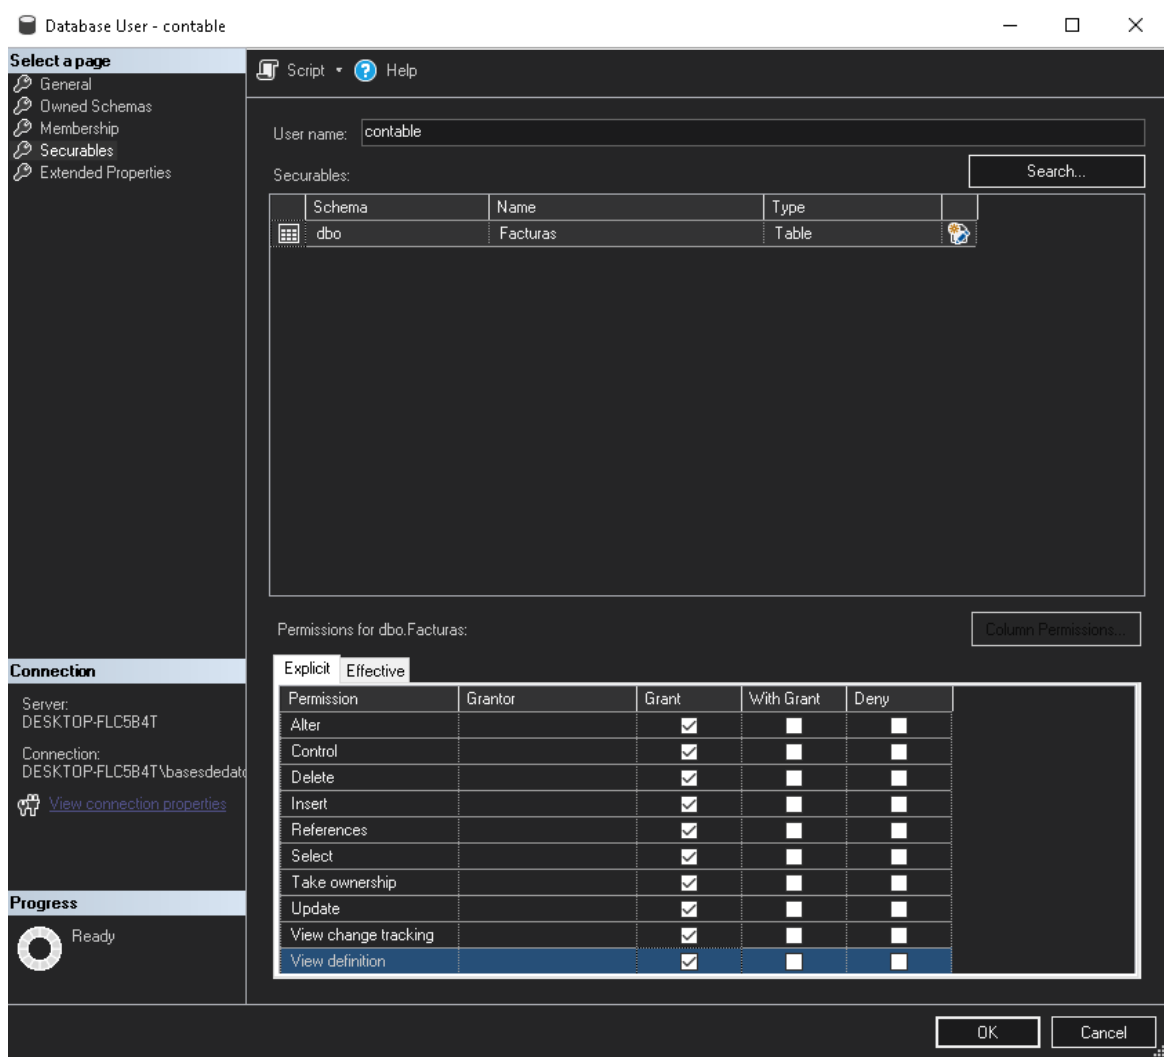 Database User - contable
Select a page
General
Owned Schemas
Membership
Securables
Extended Properties
Script
Help
User name: contable
Securables:
Search...
Schema Name Type
dbo Facturas Table
Permissions for dbo.Facturas:
Column Permissions...
Explicit Effective
Permission Grantor Grant With Grant Deny
Alter
Control
Delete
Insert
References
Select
Take ownership
Update
View change tracking
View definition
Connection
Server:
DESKTOP-FLC5B4T
Connection:
DESKTOP-FLC5B4T\basesdedato
View connection properties
Progress
Ready
OK Cancel